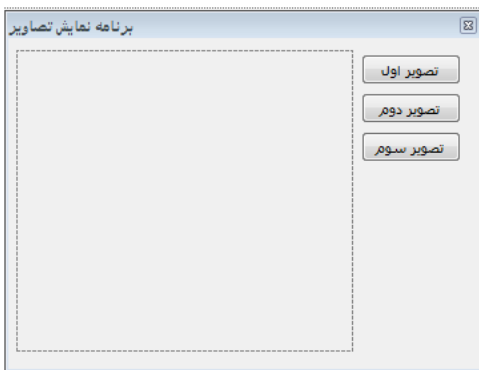 برنامه نمایش تصاویر
تصویر اول
تصویر دوم
تصویر سوم